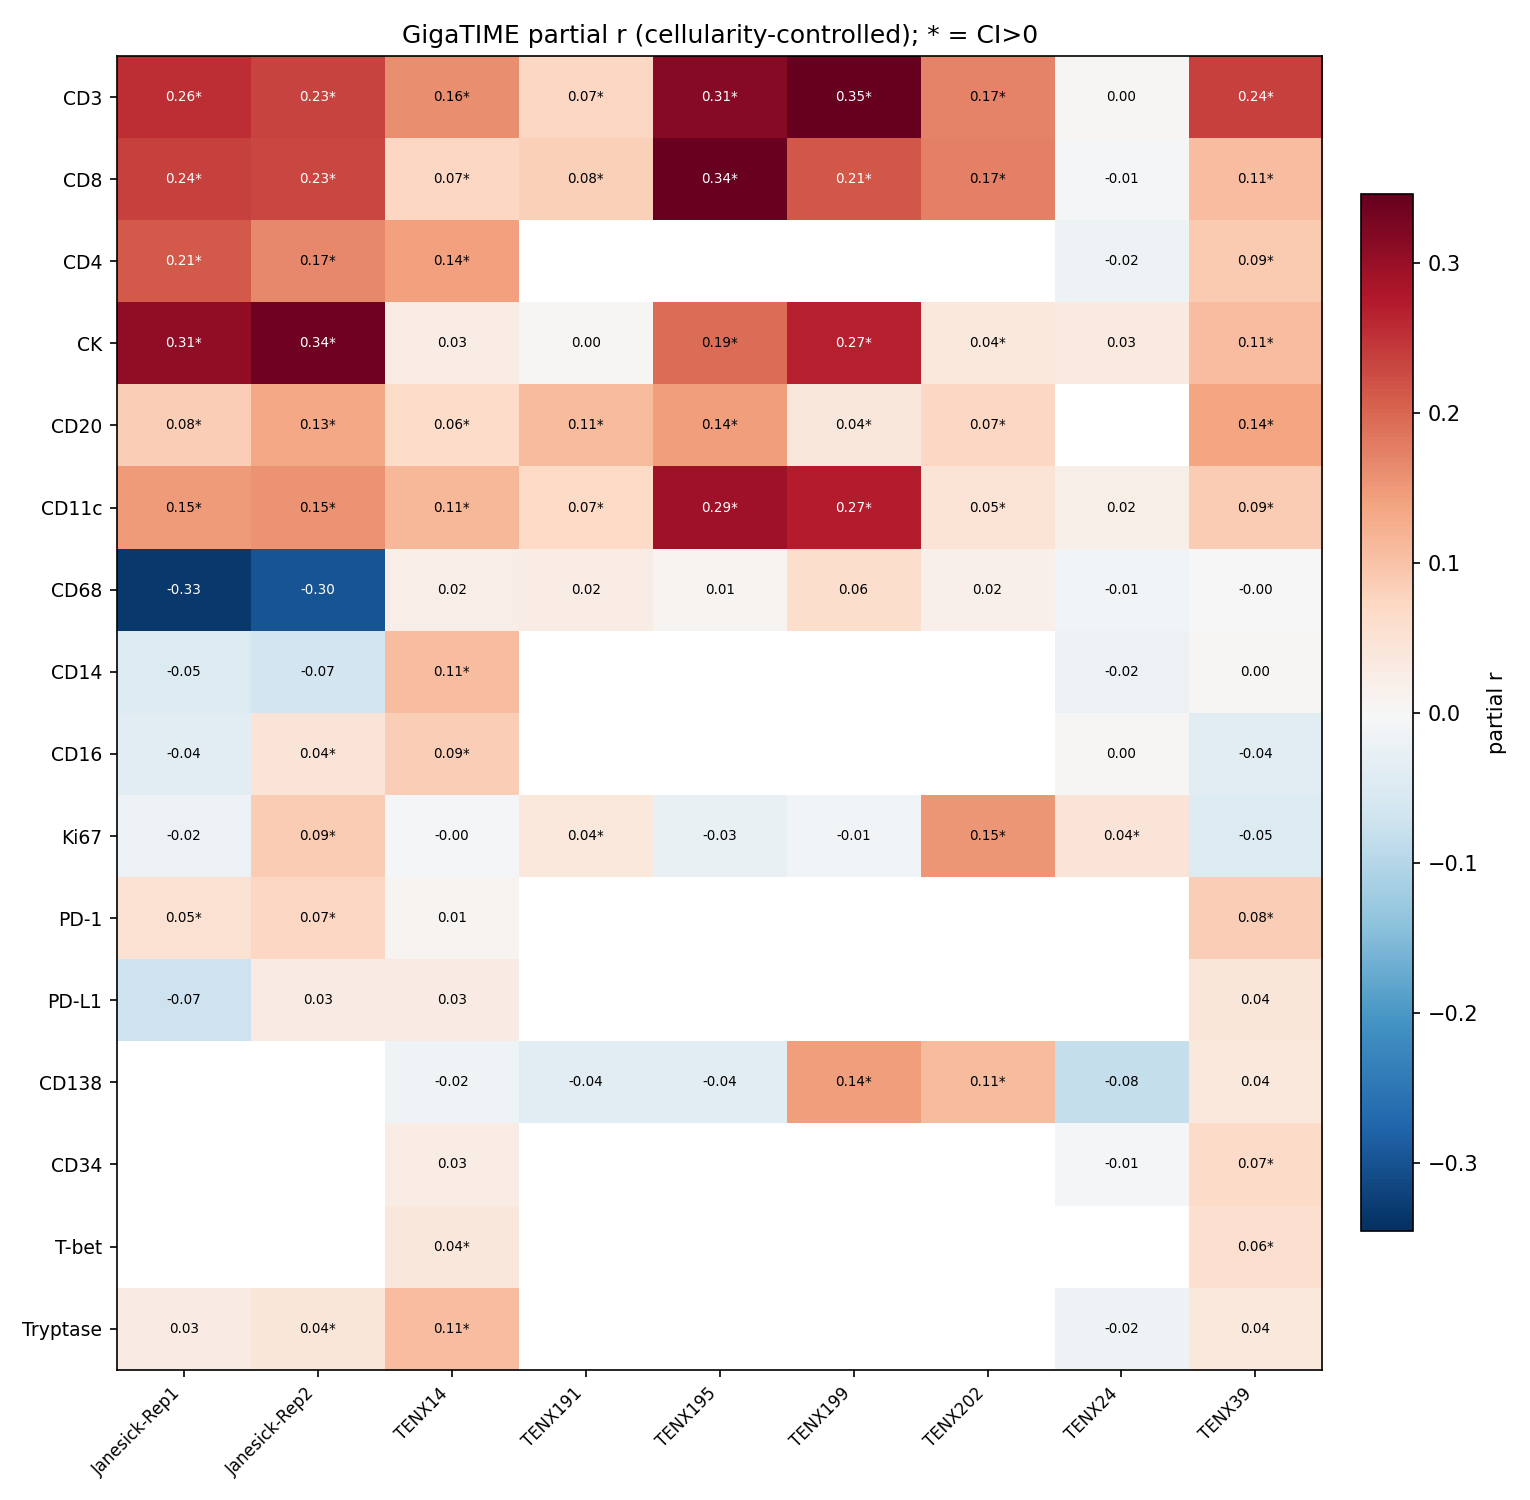 GigaTIME partial r (cellularity-controlled); * = CI>0
CD3 0.26* 0.23* 0.16* 0.07* 0.31* 0.35* 0.17* 0.00 0.24*
CD8 0.24* 0.23* 0.07* 0.08* 0.34* 0.21* 0.17* -0.01 0.11*
CD4 0.21* 0.17* 0.14* -0.02 0.09*
CK 0.31* 0.34* 0.03 0.00 0.19* 0.27* 0.04* 0.03 0.11*
CD20 0.08* 0.13* 0.06* 0.11* 0.14* 0.04* 0.07* 0.14*
CD11c 0.15* 0.15* 0.11* 0.07* 0.29* 0.27* 0.05* 0.02 0.09*
CD68 -0.33 -0.30 0.02 0.02 0.01 0.06 0.02 -0.01 -0.00
CD14 -0.05 -0.07 0.11* -0.02 0.00
CD16 -0.04 0.04* 0.09* 0.00 -0.04
Ki67 -0.02 0.09* -0.00 0.04* -0.03 -0.01 0.15* 0.04* -0.05
PD-1 0.05* 0.07* 0.01 0.08*
PD-L1 -0.07 0.03 0.03 0.04
CD138 -0.02 -0.04 -0.04 0.14* 0.11* -0.08 0.04
CD34 0.03 -0.01 0.07*
T-bet 0.04* 0.06*
Tryptase 0.03 0.04* 0.11* -0.02 0.04
Janesick-Rep1 Janesick-Rep2 TENX14 TENX191 TENX195 TENX199 TENX202 TENX24 TENX39
0.3
0.2
0.1
0.0
−0.1
−0.2
−0.3
partial r